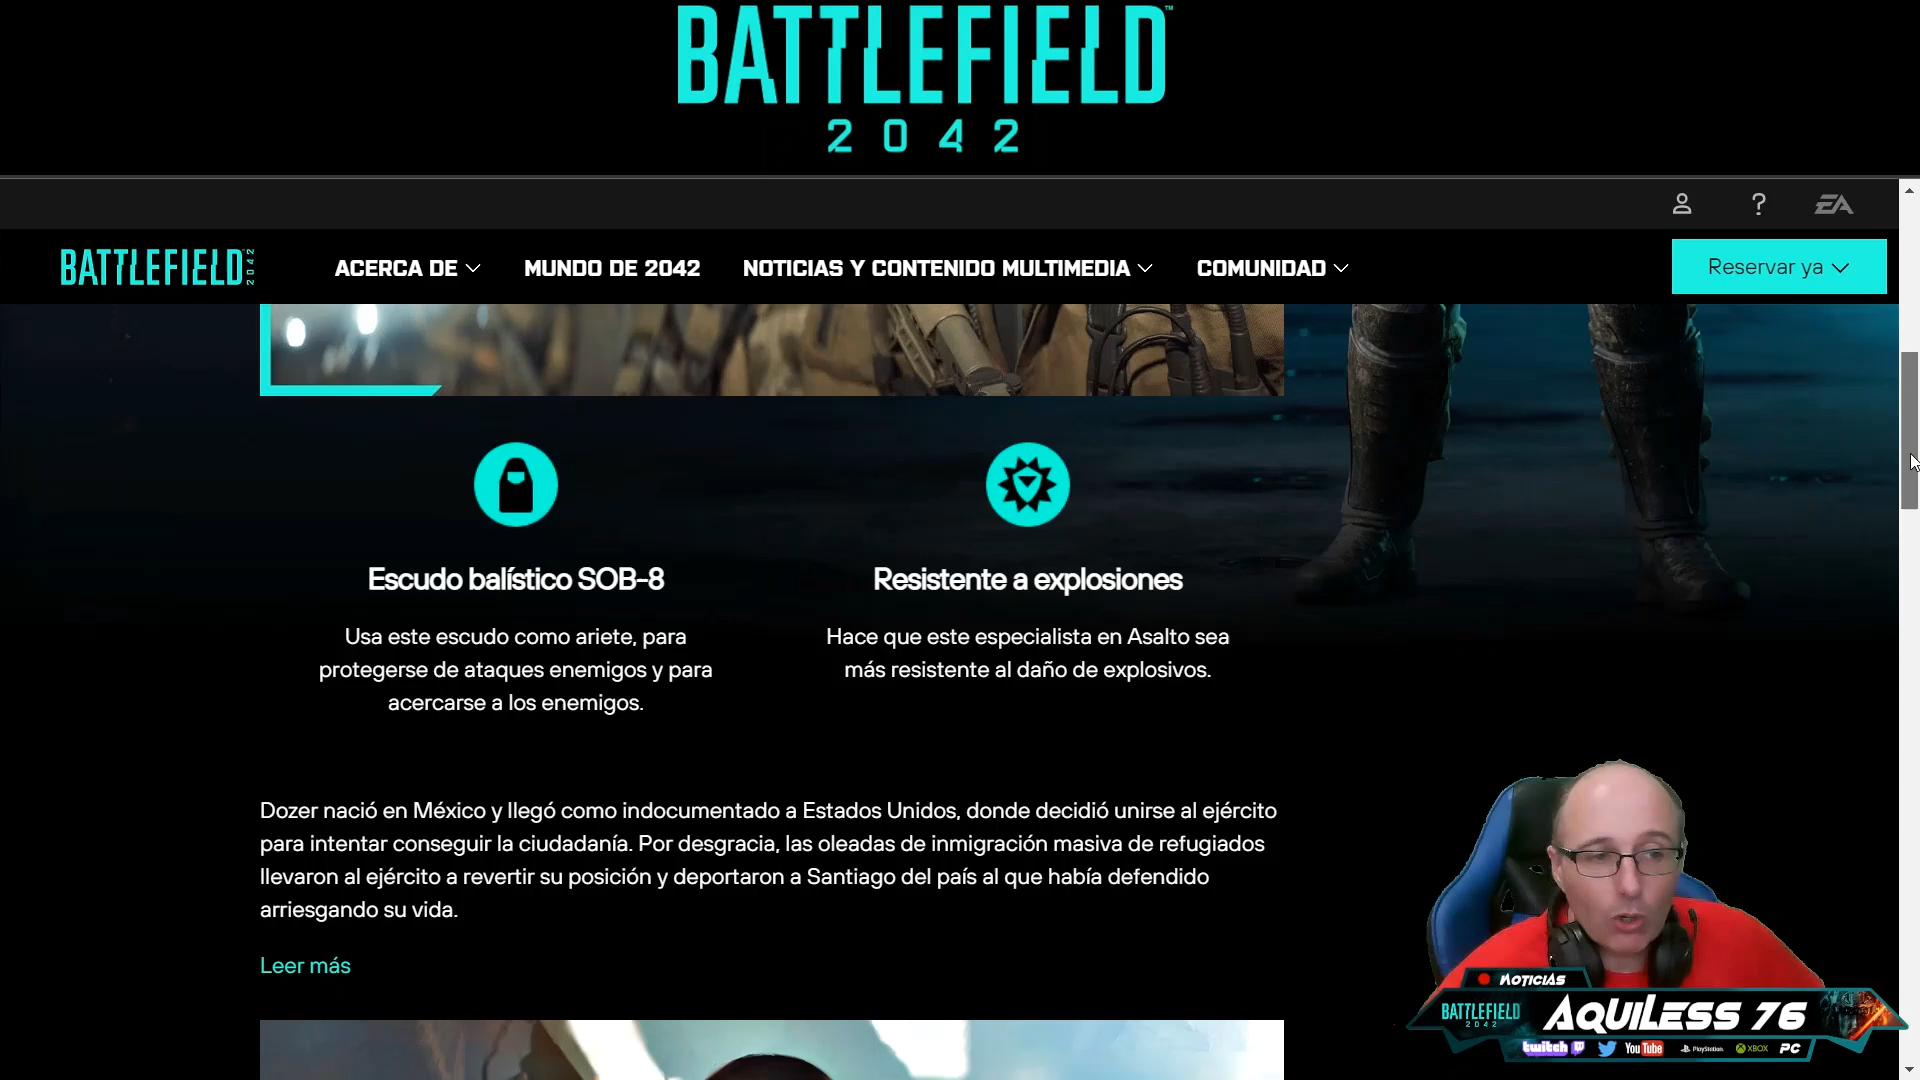 BATTLEFIELD™
2042
EA
BATTLEFIELD 2042
ACERCA DE
MUNDO DE 2042
NOTICIAS Y CONTENIDO MULTIMEDIA
COMUNIDAD
Reservar ya
Escudo balístico SOB-8
Usa este escudo como ariete, para
protegerse de ataques enemigos y para
acercarse a los enemigos.
Resistente a explosiones
Hace que este especialista en Asalto sea
más resistente al daño de explosivos.
Dozer nació en México y llegó como indocumentado a Estados Unidos, donde decidió unirse al ejército
para intentar conseguir la ciudadanía. Por desgracia, las oleadas de inmigración masiva de refugiados
llevaron al ejército a revertir su posición y deportaron a Santiago del país al que había defendido
arriesgando su vida.
Leer más
NOTICIAS
BATTLEFIELD
2042
AQUILESS 76
twitch
YouTube
PlayStation
XBOX
PC